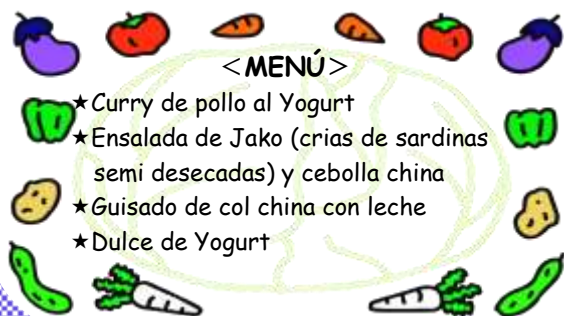 ＜MENÚ＞
★Curry de pollo al Yogurt
★Ensalada de Jako (crias de sardinas
semi desecadas) y cebolla china
★Guisado de col china con leche
★Dulce de Yogurt